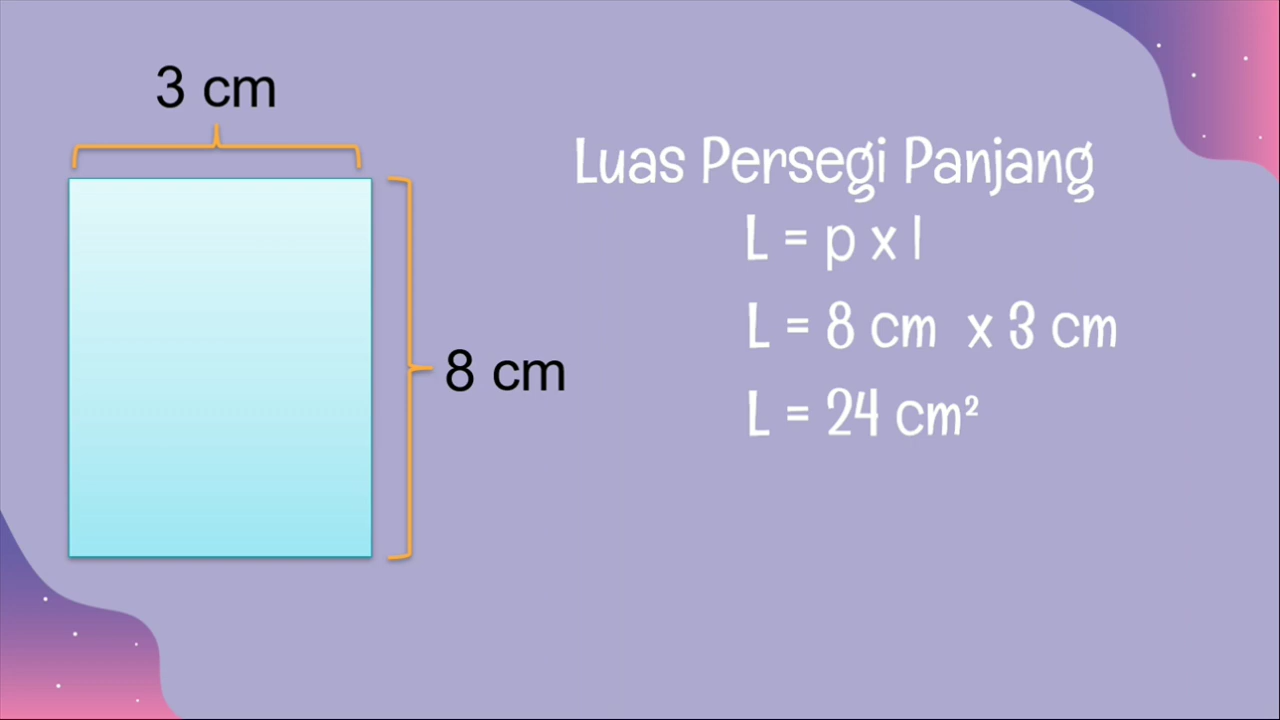 3 cm
8 cm
Luas Persegi Panjang
L = p x l
L = 8 cm x 3 cm
L = 24 cm²